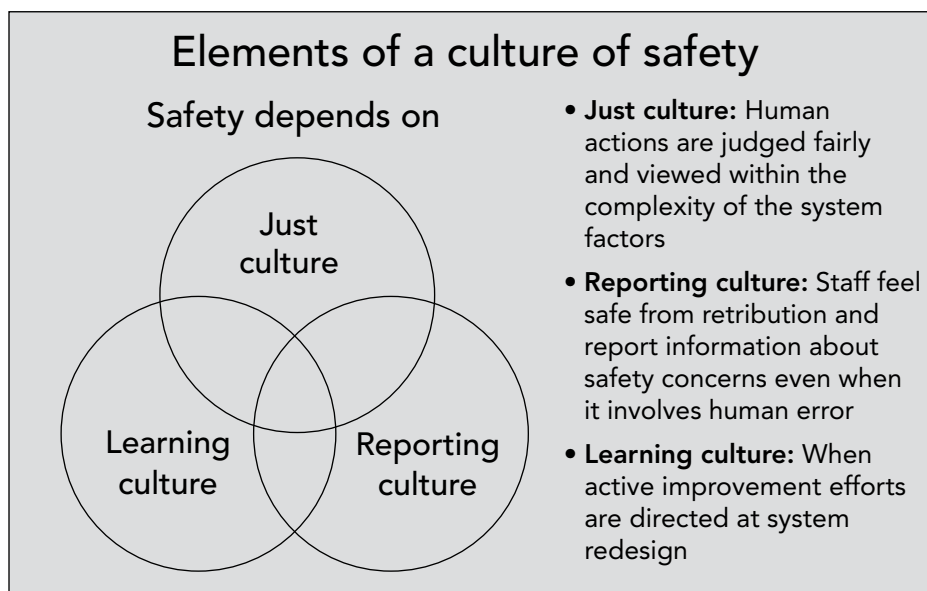 Elements of a culture of safety
Safety depends on
Just
culture
Learning
culture
Reporting
culture
• Just culture: Human
actions are judged fairly
and viewed within the
complexity of the system
factors
• Reporting culture: Staff feel
safe from retribution and
report information about
safety concerns even when
it involves human error
• Learning culture: When
active improvement efforts
are directed at system
redesign